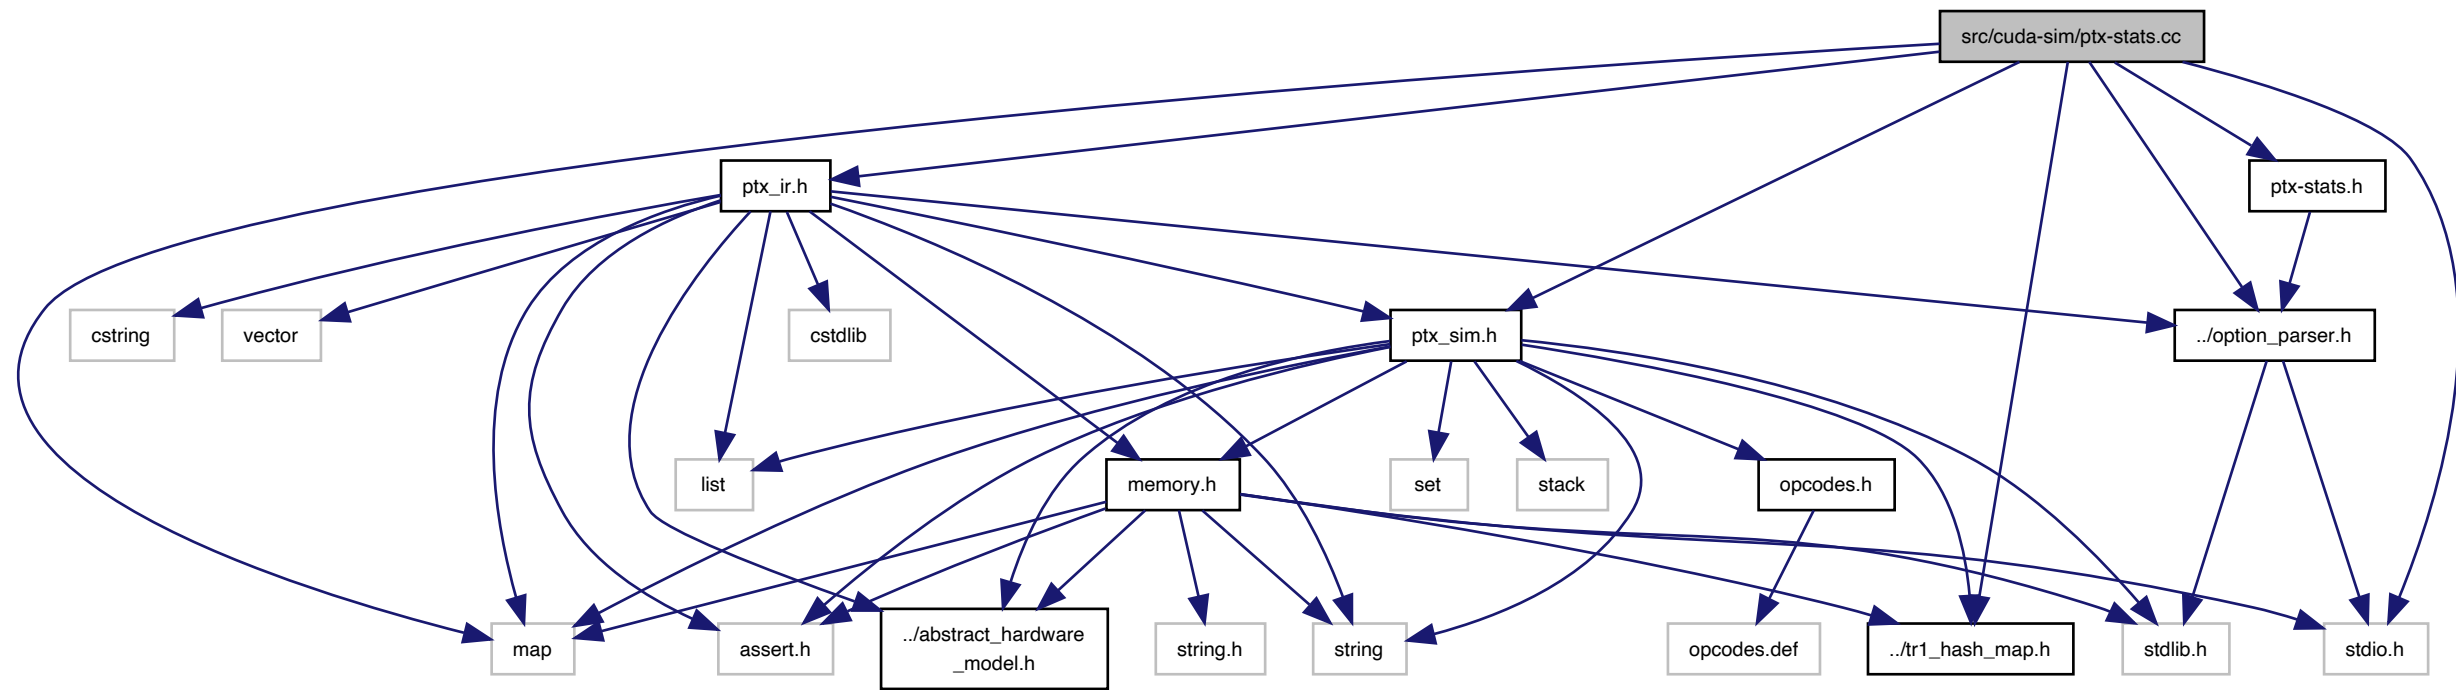 src/cuda-sim/ptx-stats.cc
ptx_ir.h
ptx-stats.h
cstring
vector
cstdlib
ptx_sim.h
../option_parser.h
list
memory.h
set
stack
opcodes.h
map
assert.h
../abstract_hardware
_model.h
string.h
string
opcodes.def
../tr1_hash_map.h
stdlib.h
stdio.h